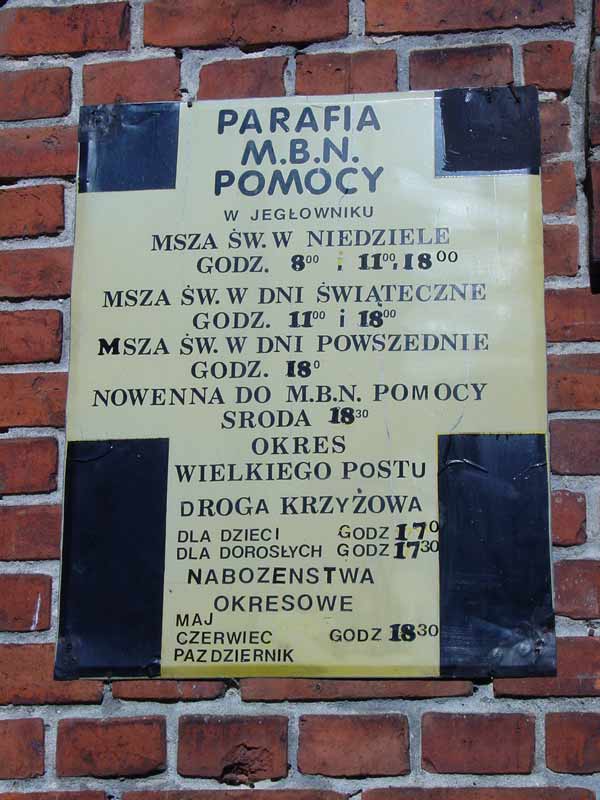 PARAFIA
M.B.N.
POMOCY
W JEGŁOWNIKU
MSZA ŚW. W NIEDZIELE
GODZ. 8⁰⁰ , 11⁰⁰, 18⁰⁰
MSZA ŚW. W DNI ŚWIĄTECZNE
GODZ. 11⁰⁰ i 18⁰⁰
MSZA ŚW. W DNI POWSZEDNIE
GODZ. 18⁰
NOWENNA DO M.B.N. POMOCY
SRODA 18³⁰
OKRES
WIELKIEGO POSTU
DROGA KRZYŻOWA
DLA DZIECI GODZ 17⁰
DLA DOROSŁYCH GODZ 17³⁰
NABOZENSTWA
OKRESOWE
MAJ
CZERWIEC GODZ 18³⁰
PAZDZIERNIK